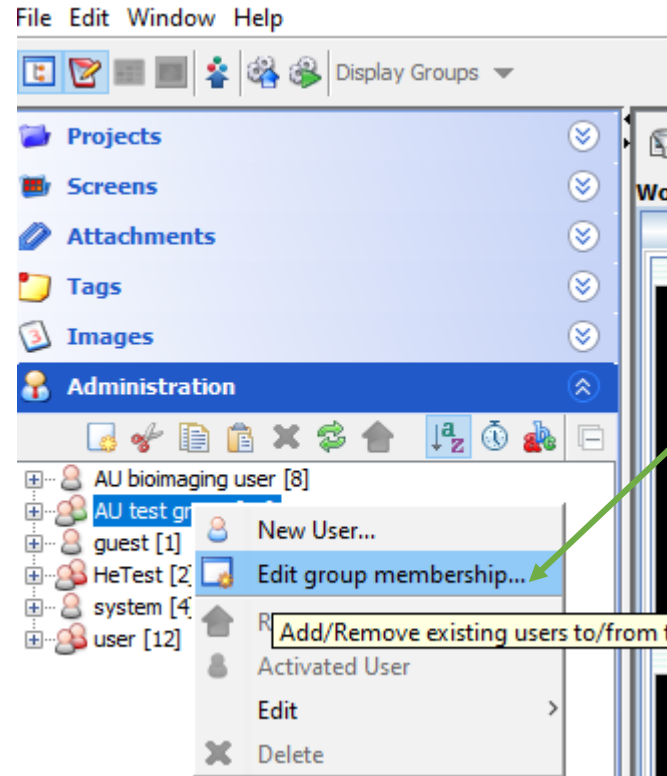 File Edit Window Help
Display Groups
Projects
Screens
Attachments
Tags
Images
Administration
AU bioimaging user [8]
AU test gr
guest [1]
HeTest [2]
system [4]
user [12]
New User...
Edit group membership...
Add/Remove existing users to/from
Activated User
Edit
Delete